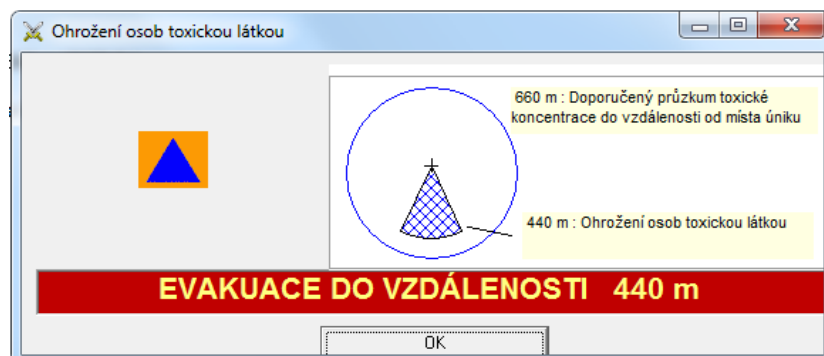 Ohrožení osob toxickou látkou
660 m : Doporučený průzkum toxické
koncentrace do vzdálenosti od místa úniku
440 m : Ohrožení osob toxickou látkou
EVAKUACE DO VZDÁLENOSTI 440 m
OK